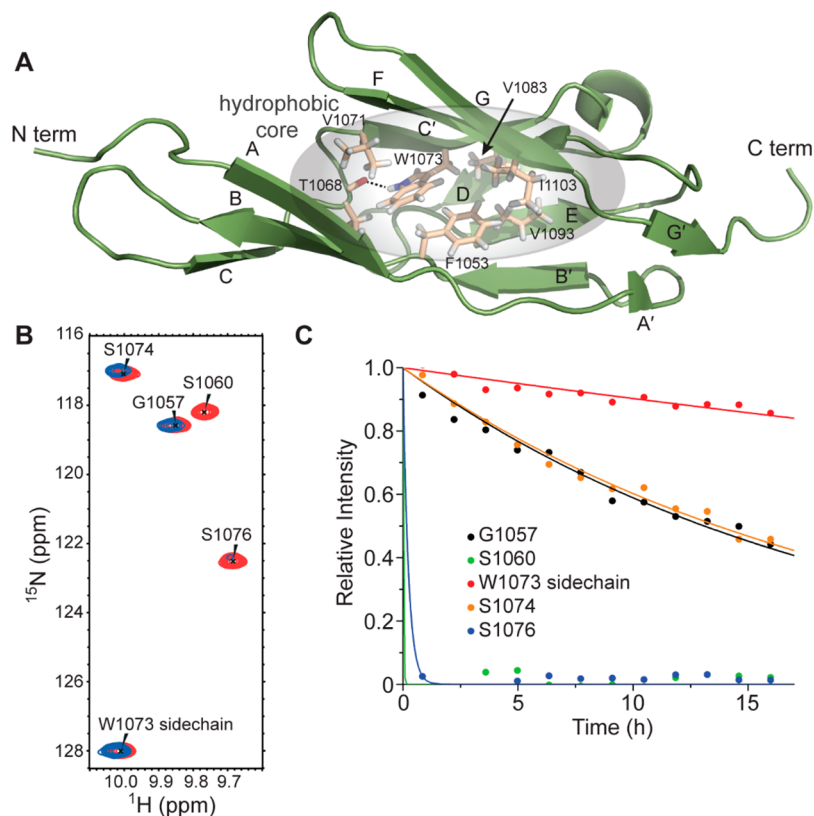 A
F
G
V1083
hydrophobic
core
V1071
C′
N term
A
W1073
C term
T1068
D
I1103
B
E
V1093
G′
C
F1053
B′
A′
B
116
118
120
122
124
126
128
15N (ppm)
S1074
S1060
G1057
S1076
W1073 sidechain
10.0 9.9 9.8 9.7
1H (ppm)
C
1.0
0.8
0.6
0.4
0.2
0
Relative Intensity
G1057
S1060
W1073 sidechain
S1074
S1076
0 5 10 15
Time (h)